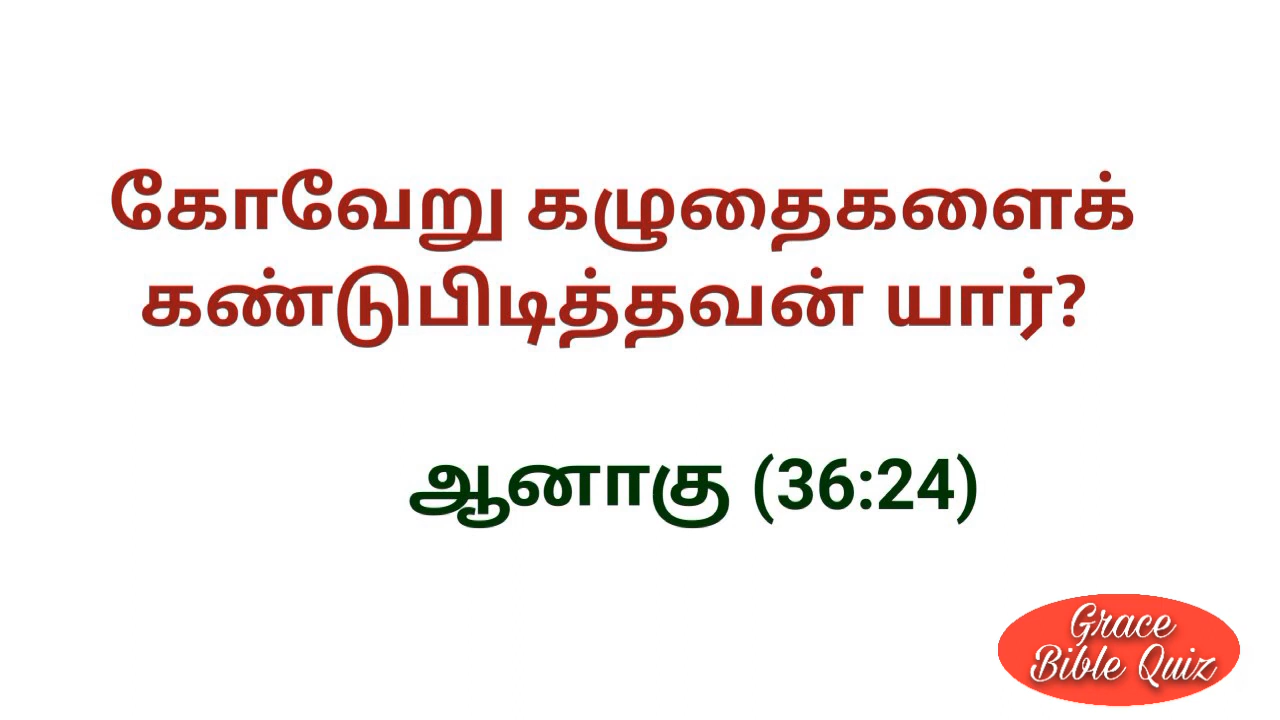 கோவேறு கழுதைகளைக்
கண்டுபிடித்தவன் யார்?
ஆனாகு (36:24)
Grace
Bible Quiz